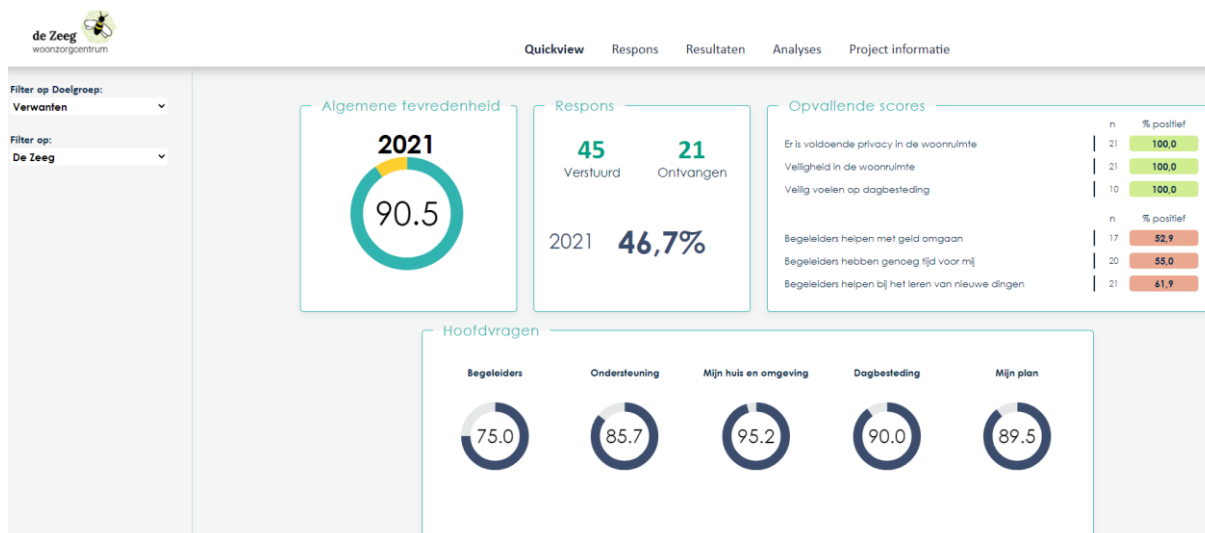 de Zeeg
woonzorgcentrum
Quickview Respons Resultaten Analyses Project informatie
Filter op Doelgroep:
Verwanten
Filter op:
De Zeeg
Algemene tevredenheid
2021
90.5
Respons
45 21
Verstuurd Ontvangen
2021 46,7%
Opvallende scores
n % positief
Er is voldoende privacy in de woonruimte 21 100,0
Veiligheid in de woonruimte 21 100,0
Veilig voelen op dagbesteding 10 100,0
n % positief
Begeleiders helpen met geld omgaan 17 52,9
Begeleiders hebben genoeg tijd voor mij 20 55,0
Begeleiders helpen bij het leren van nieuwe dingen 21 61,9
Hoofdvragen
Begeleiders Ondersteuning Mijn huis en omgeving Dagbesteding Mijn plan
75.0 85.7 95.2 90.0 89.5